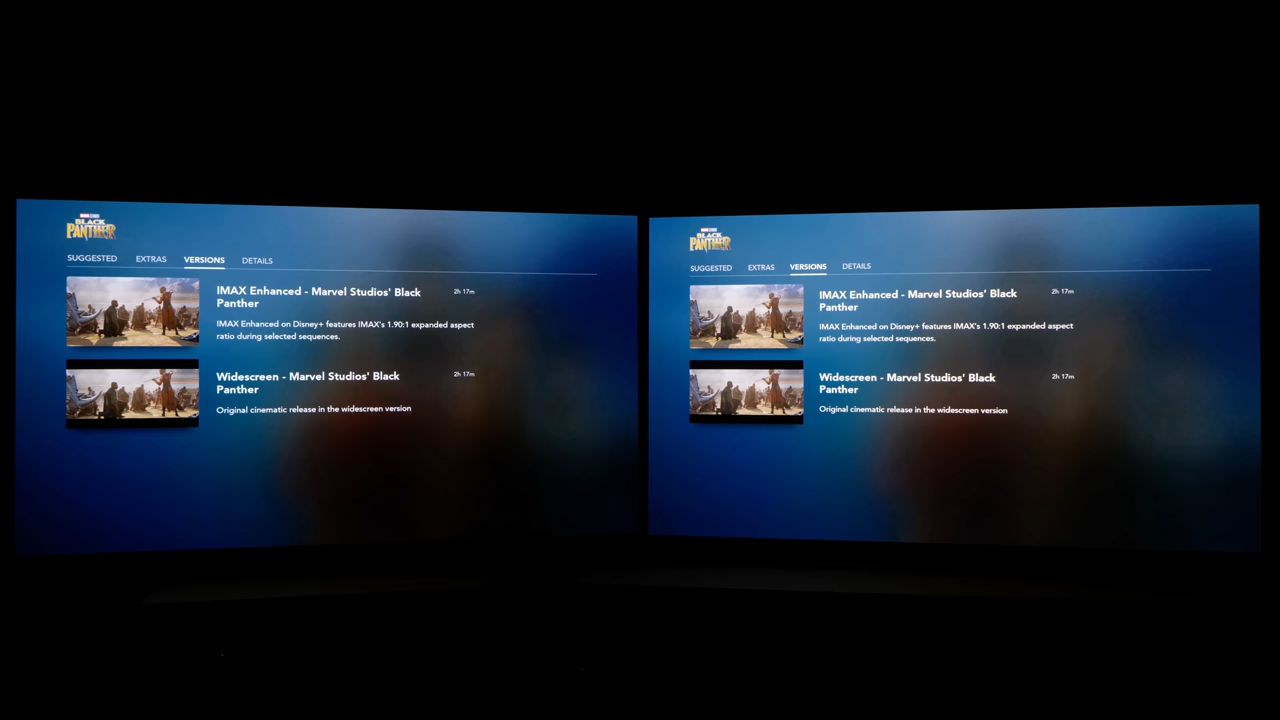 MARVEL STUDIOS
BLACK
PANTHER
SUGGESTED EXTRAS VERSIONS DETAILS
IMAX Enhanced - Marvel Studios' Black
Panther
2h 17m
IMAX Enhanced on Disney+ features IMAX's 1.90:1 expanded aspect
ratio during selected sequences.
Widescreen - Marvel Studios' Black
Panther
2h 17m
Original cinematic release in the widescreen version
MARVEL STUDIOS
BLACK
PANTHER
SUGGESTED EXTRAS VERSIONS DETAILS
IMAX Enhanced - Marvel Studios' Black
Panther
2h 17m
IMAX Enhanced on Disney+ features IMAX's 1.90:1 expanded aspect
ratio during selected sequences.
Widescreen - Marvel Studios' Black
Panther
2h 17m
Original cinematic release in the widescreen version